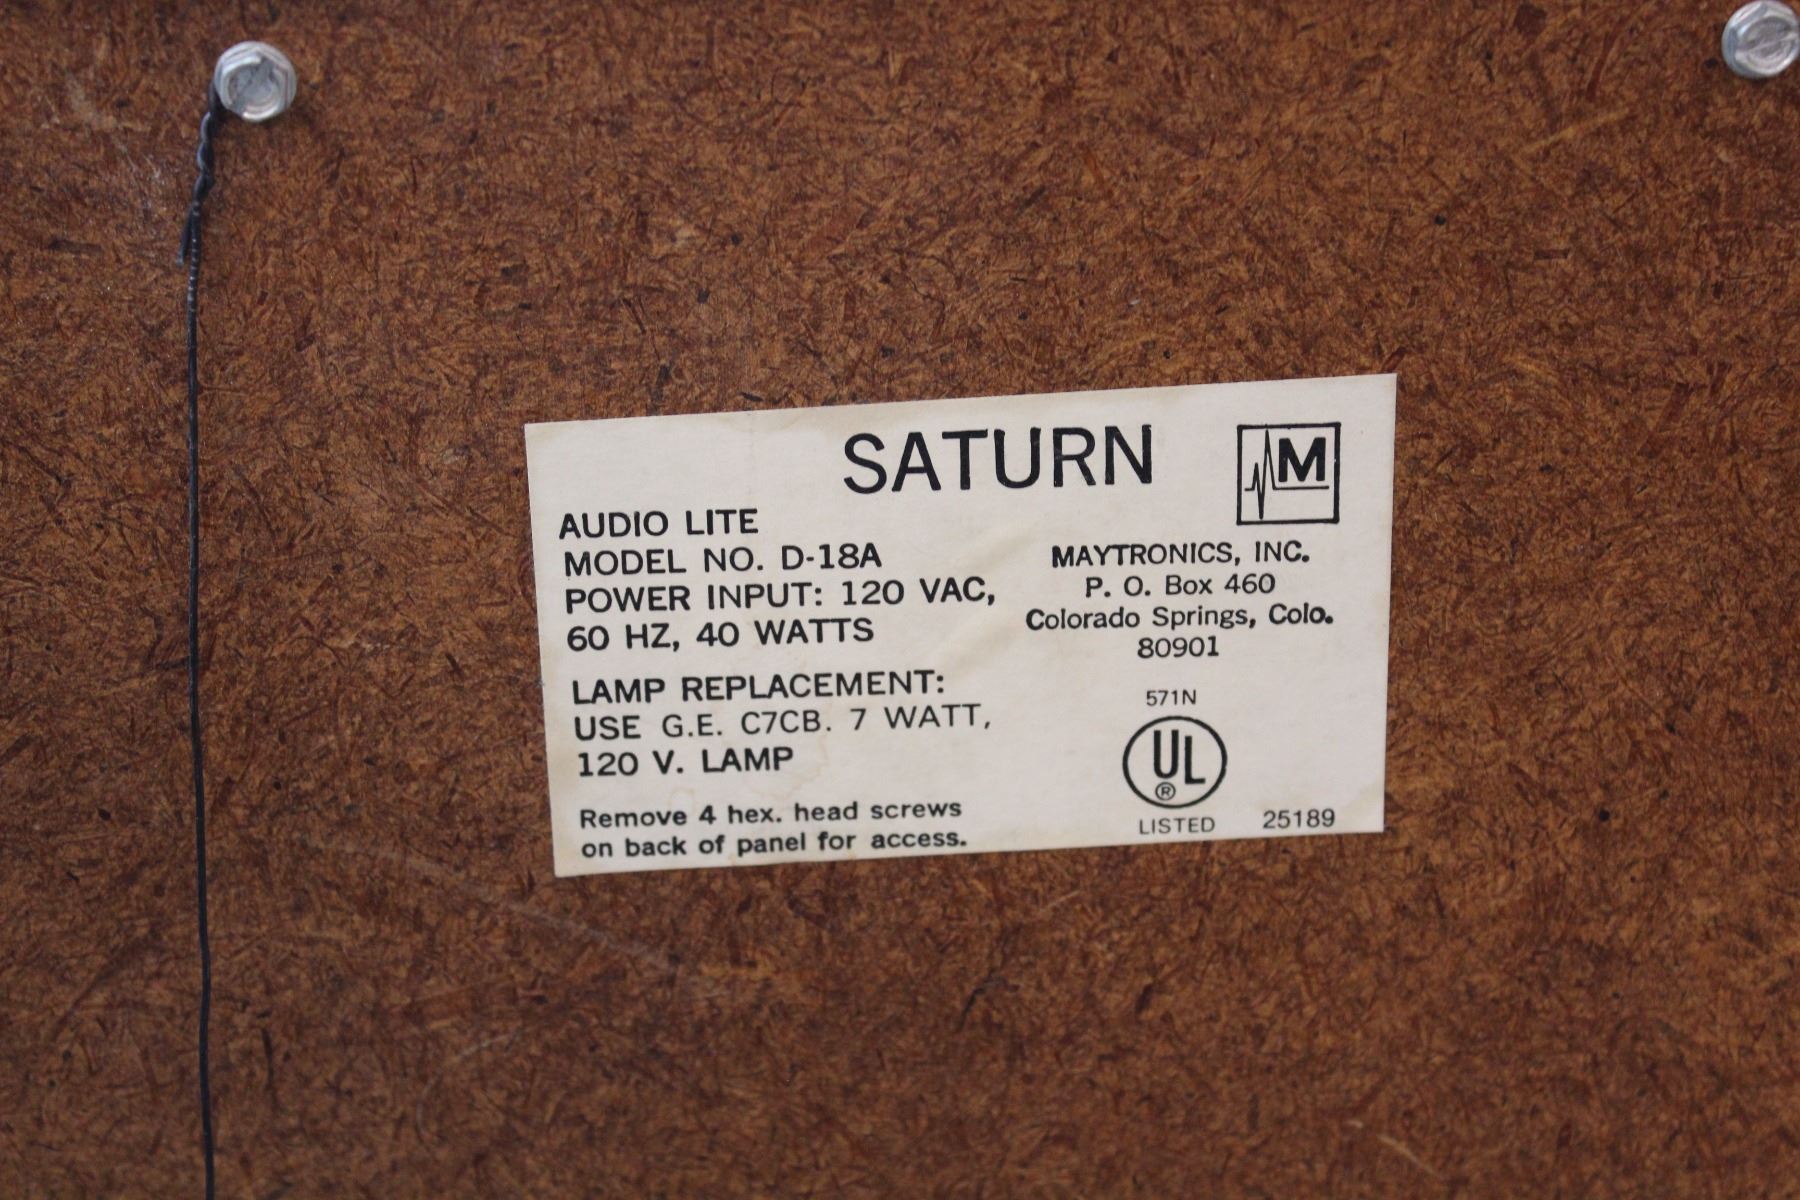 SATURN
M
AUDIO LITE
MODEL NO. D-18A
POWER INPUT: 120 VAC,
60 HZ, 40 WATTS
LAMP REPLACEMENT:
USE G.E. C7CB. 7 WATT,
120 V. LAMP
Remove 4 hex. head screws
on back of panel for access.
MAYTRONICS, INC.
P. O. Box 460
Colorado Springs, Colo.
80901
571N
UL
®
LISTED 25189